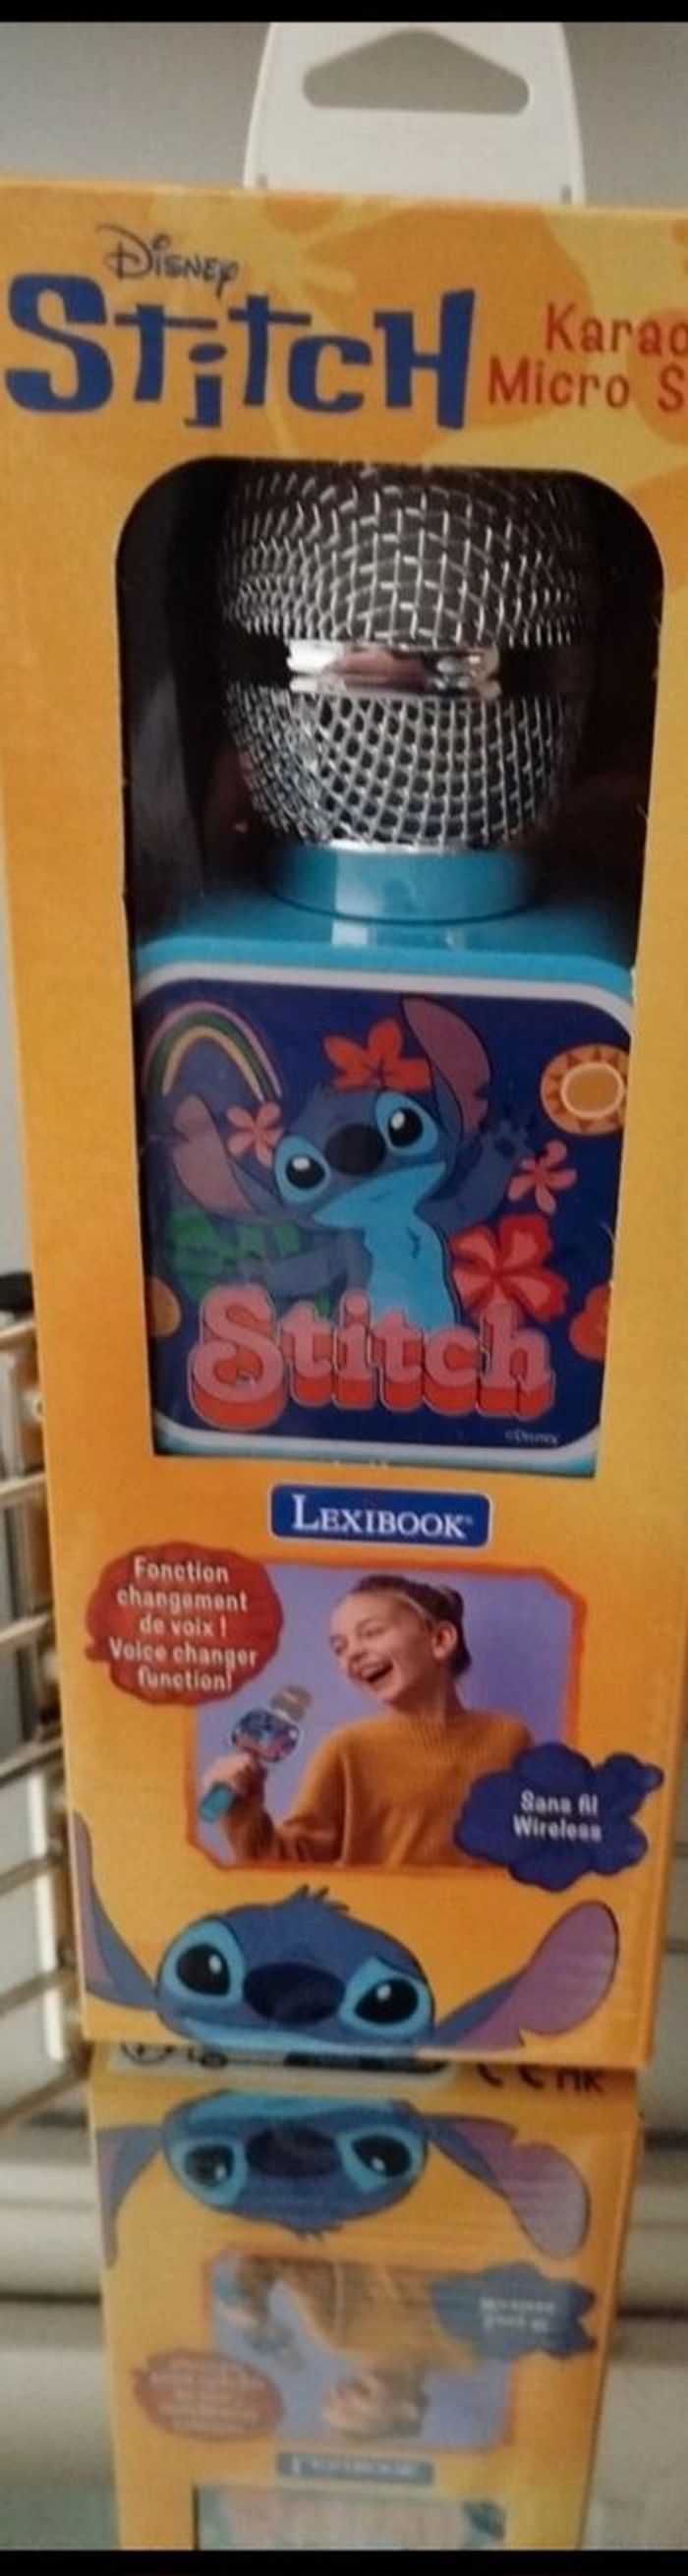 Disney
Stitch
Karao
Micro S
Stitch
©Disney
LEXIBOOK®
Fonction
changement
de voix !
Voice changer
function!
Sans fil
Wireless